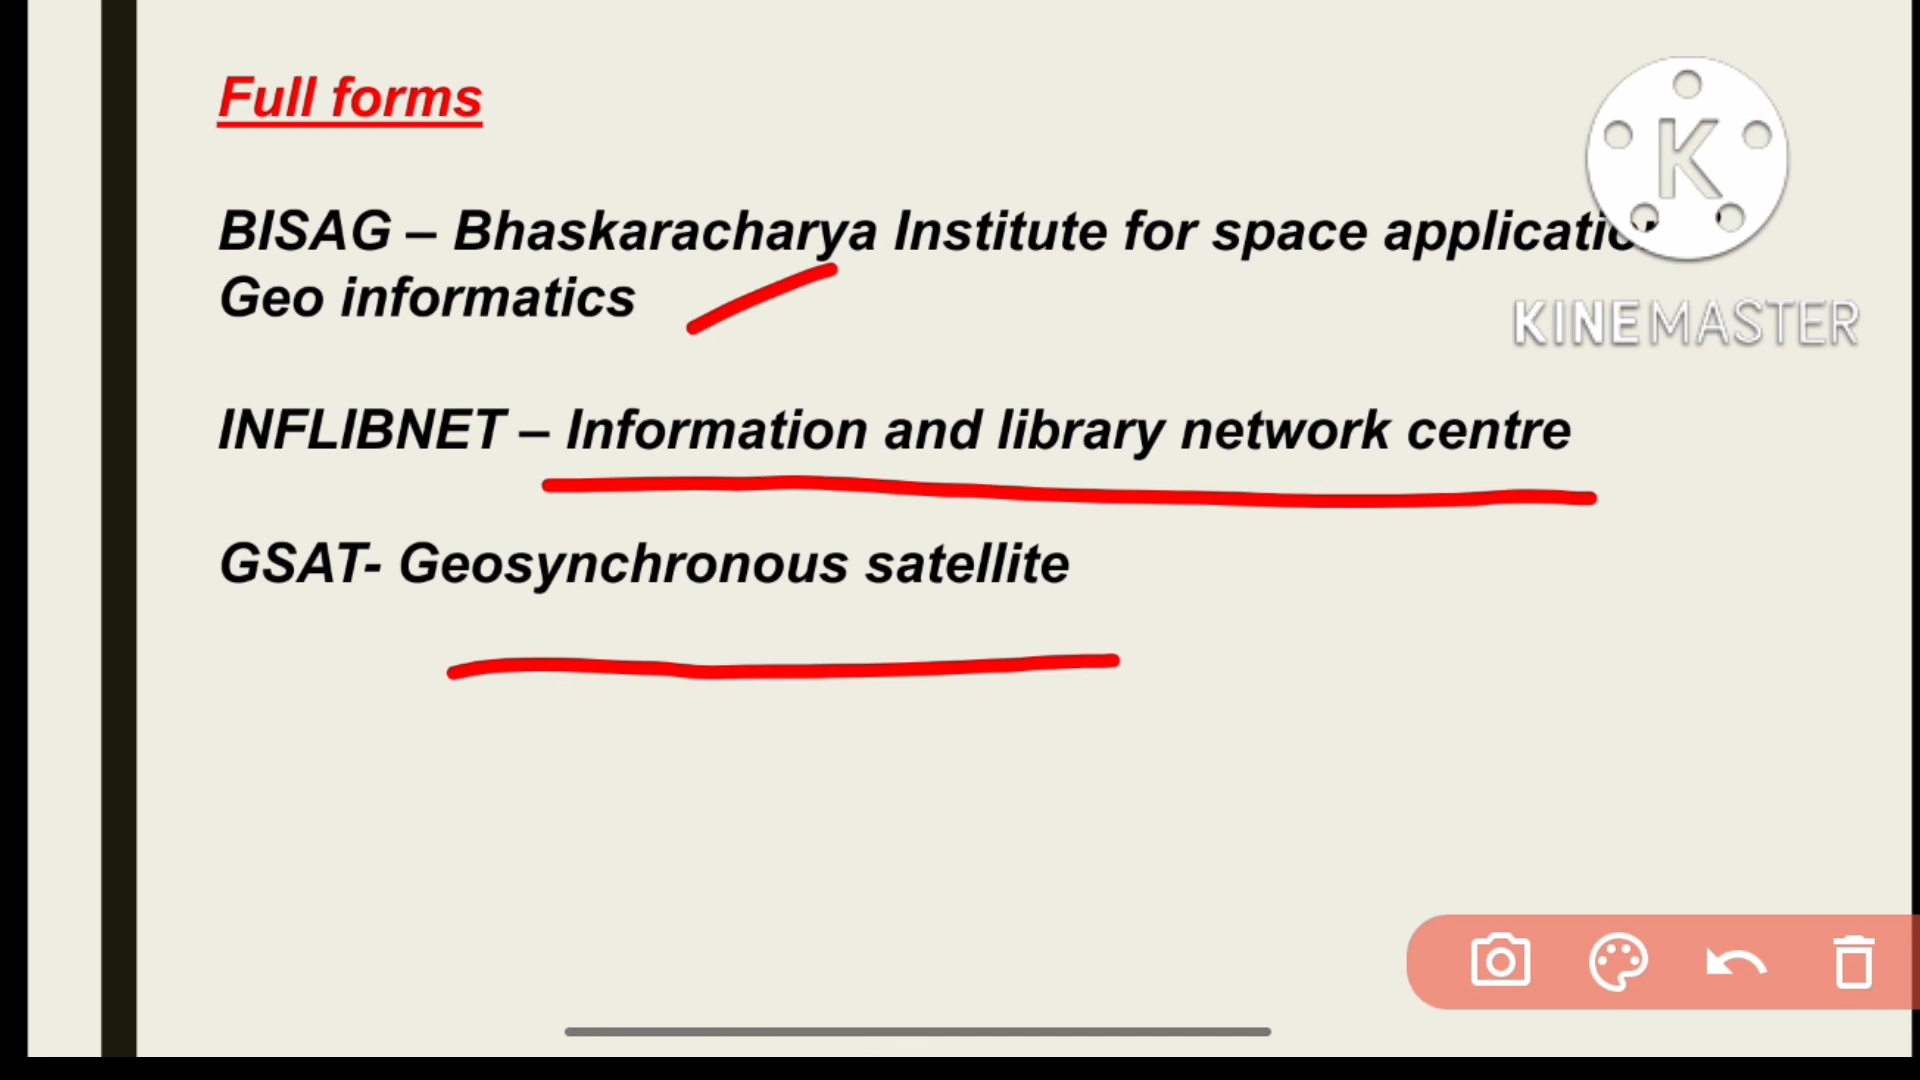 Full forms
K
BISAG – Bhaskaracharya Institute for space
Geo informatics
KINEMASTER
INFLIBNET – Information and library network centre
GSAT- Geosynchronous satellite